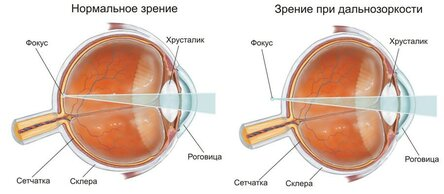 Нормальное зрение
Фокус
Хрусталик
Роговица
Сетчатка
Склера
Зрение при дальнозоркости
Фокус
Хрусталик
Роговица
Сетчатка
Склера